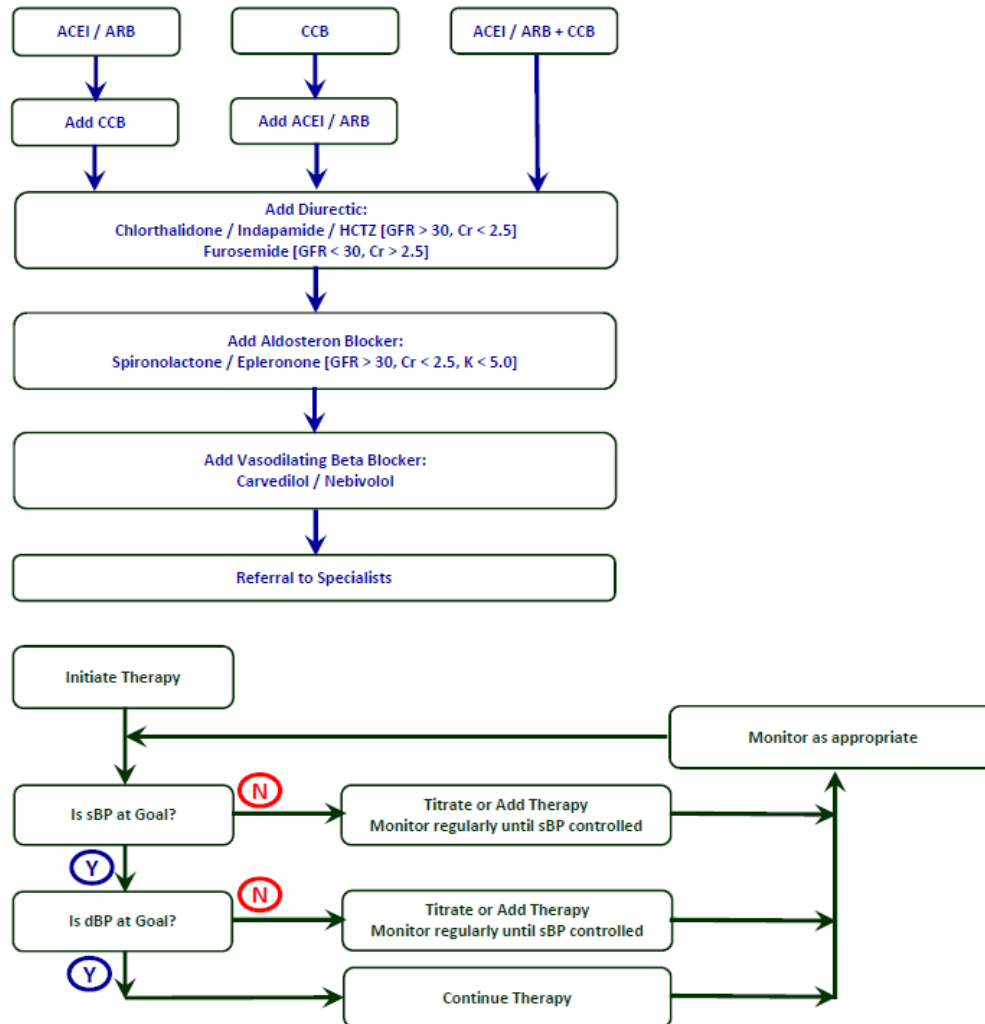 ACEI / ARB
CCB
ACEI / ARB + CCB
Add CCB
Add ACEI / ARB
Add Diurectic:
Chlorthalidone / Indapamide / HCTZ [GFR > 30, Cr < 2.5]
Furosemide [GFR < 30, Cr > 2.5]
Add Aldosteron Blocker:
Spironolactone / Epleronone [GFR > 30, Cr < 2.5, K < 5.0]
Add Vasodilating Beta Blocker:
Carvedilol / Nebivolol
Referral to Specialists
Initiate Therapy
Monitor as appropriate
Is sBP at Goal?
N
Titrate or Add Therapy
Monitor regularly until sBP controlled
Y
Is dBP at Goal?
N
Titrate or Add Therapy
Monitor regularly until sBP controlled
Y
Continue Therapy